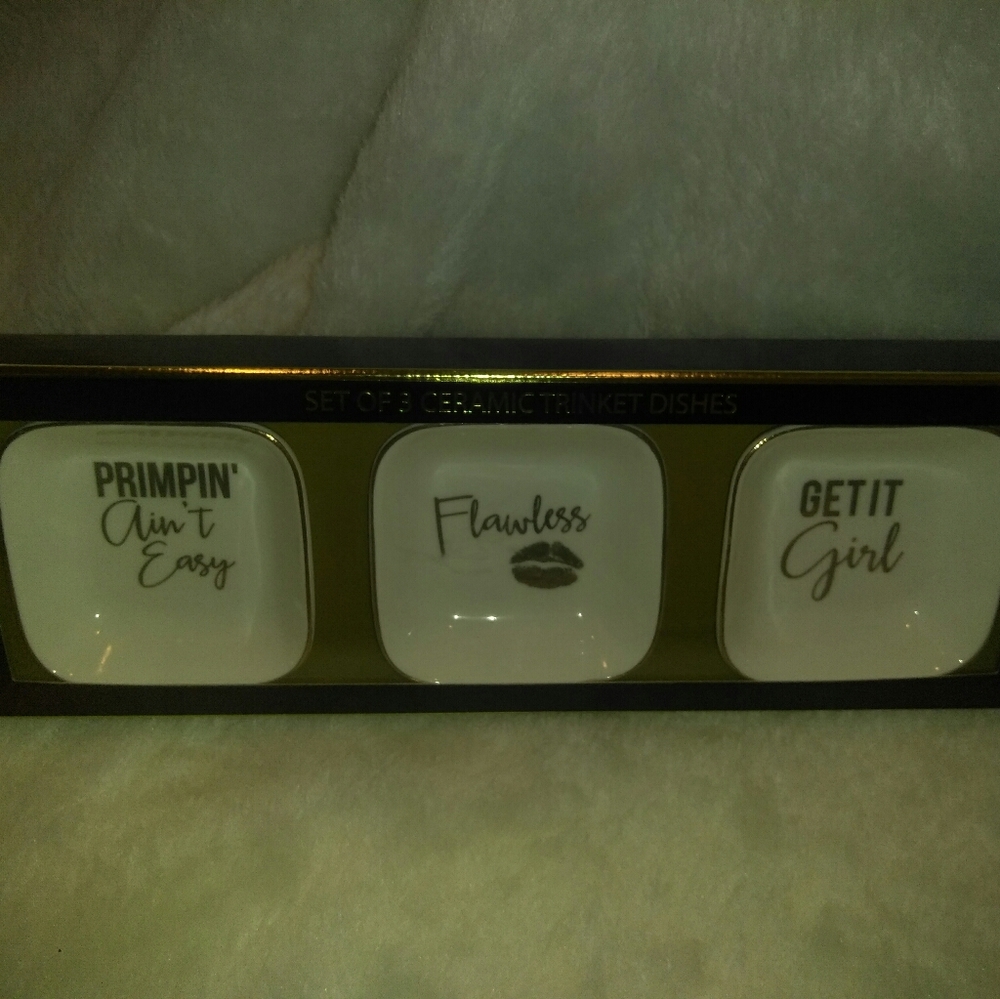 SET OF 3 CERAMIC TRINKET DISHES
PRIMPIN'
Ain't
Easy
Flawless
GET IT
Girl